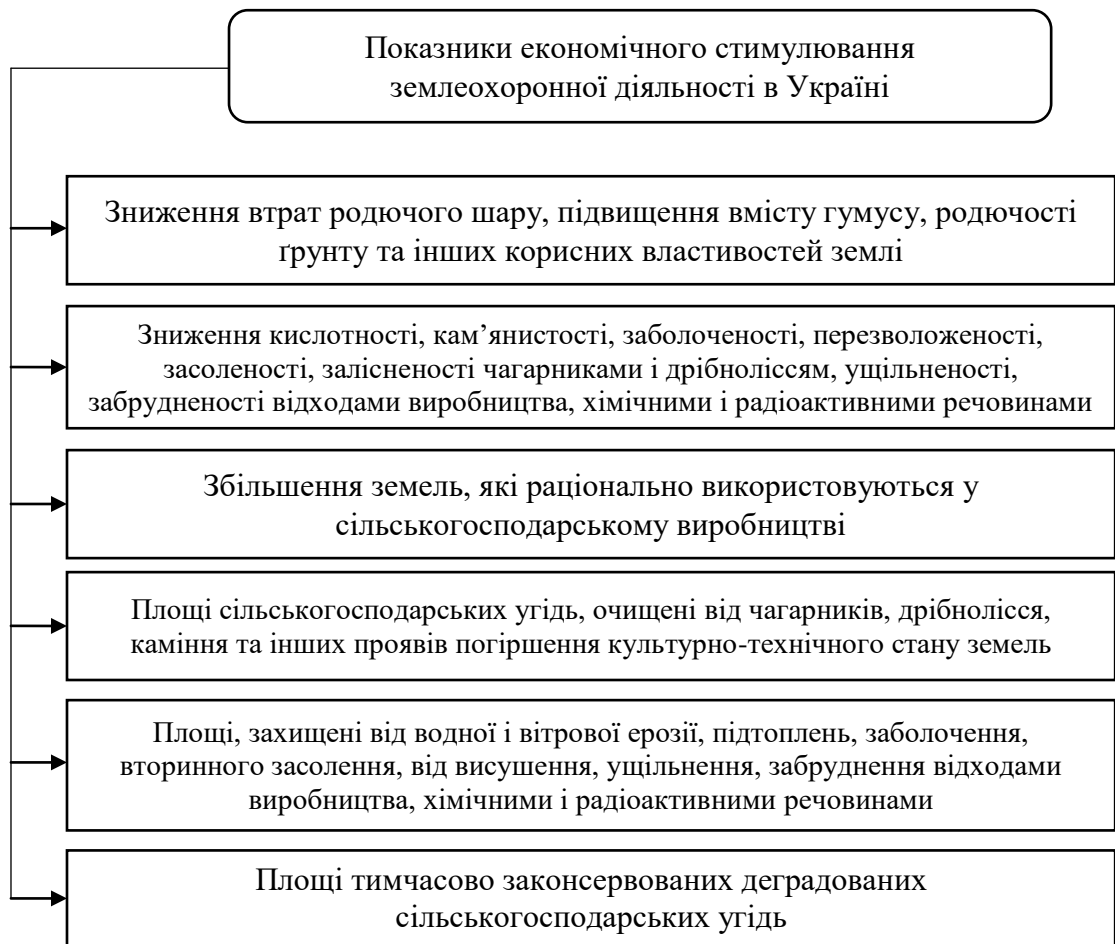 Показники економічного стимулювання
землеохоронної діяльності в Україні
Зниження втрат родючого шару, підвищення вмісту гумусу, родючості
ґрунту та інших корисних властивостей землі
Зниження кислотності, кам’янистості, заболоченості, перезволоженості,
засоленості, залісненості чагарниками і дрібноліссям, ущільненості,
забрудненості відходами виробництва, хімічними і радіоактивними речовинами
Збільшення земель, які раціонально використовуються у
сільськогосподарському виробництві
Площі сільськогосподарських угідь, очищені від чагарників, дрібнолісся,
каміння та інших проявів погіршення культурно-технічного стану земель
Площі, захищені від водної і вітрової ерозії, підтоплень, заболочення,
вторинного засолення, від висушення, ущільнення, забруднення відходами
виробництва, хімічними і радіоактивними речовинами
Площі тимчасово законсервованих деградованих
сільськогосподарських угідь